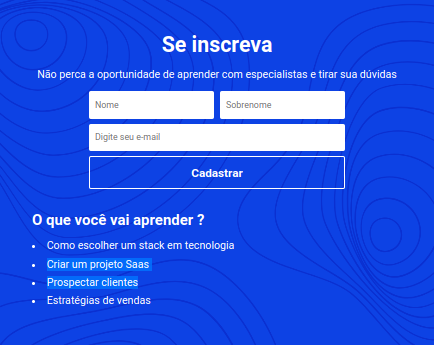 Se inscreva
Não perca a oportunidade de aprender com especialistas e tirar sua dúvidas
Nome
Sobrenome
Digite seu e-mail
Cadastrar
O que você vai aprender ?
Como escolher um stack em tecnologia
Criar um projeto Saas
Prospectar clientes
Estratégias de vendas